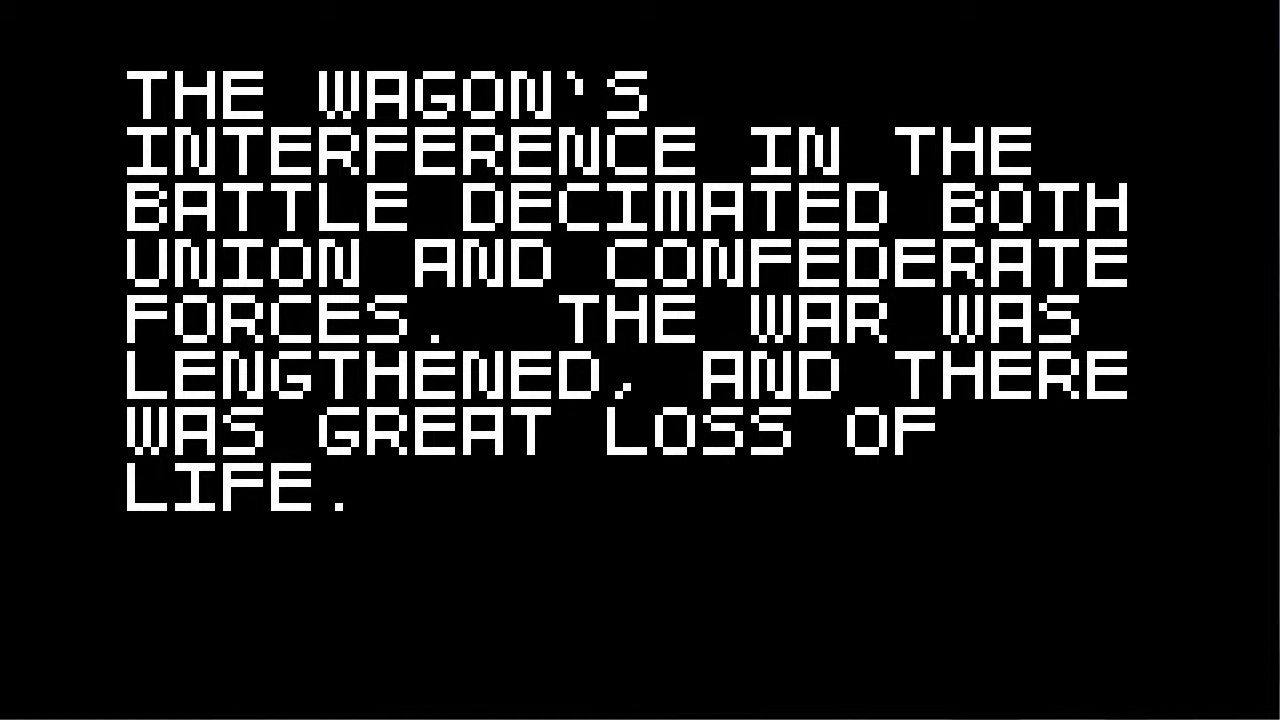 THE WAGON'S
INTERFERENCE IN THE
BATTLE DECIMATED BOTH
UNION AND CONFEDERATE
FORCES.  THE WAR WAS
LENGTHENED, AND THERE
WAS GREAT LOSS OF
LIFE.